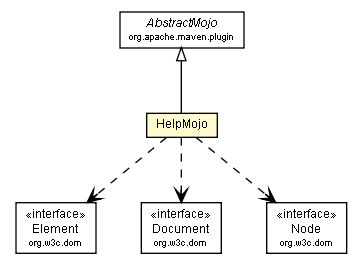 AbstractMojo
org.apache.maven.plugin
HelpMojo
«interface»
Element
org.w3c.dom
«interface»
Document
org.w3c.dom
«interface»
Node
org.w3c.dom